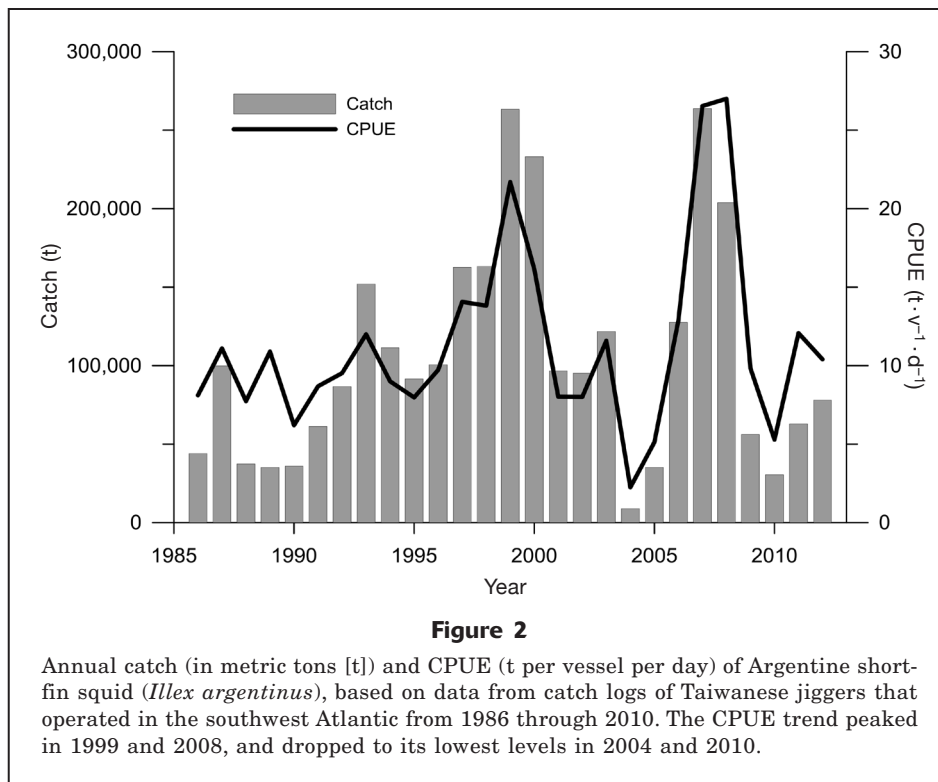 300,000
30
Catch
CPUE
200,000
20
Catch (t)
CPUE (t · v⁻¹ · d⁻¹)
100,000
10
0
0
1985
1990
1995
2000
2005
2010
Year
Figure 2
Annual catch (in metric tons [t]) and CPUE (t per vessel per day) of Argentine short-
fin squid (Illex argentinus), based on data from catch logs of Taiwanese jiggers that
operated in the southwest Atlantic from 1986 through 2010. The CPUE trend peaked
in 1999 and 2008, and dropped to its lowest levels in 2004 and 2010.